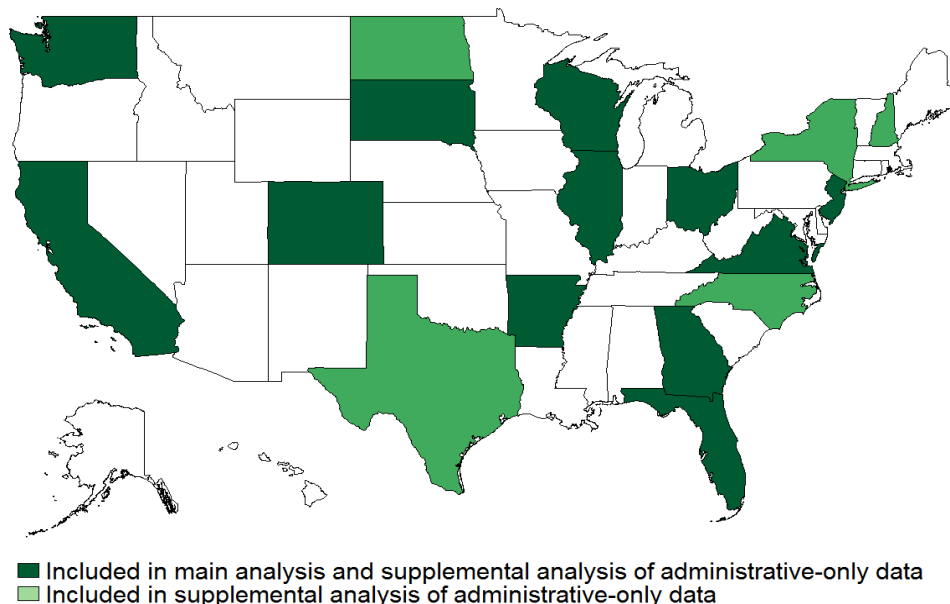 Included in main analysis and supplemental analysis of administrative-only data
Included in supplemental analysis of administrative-only data